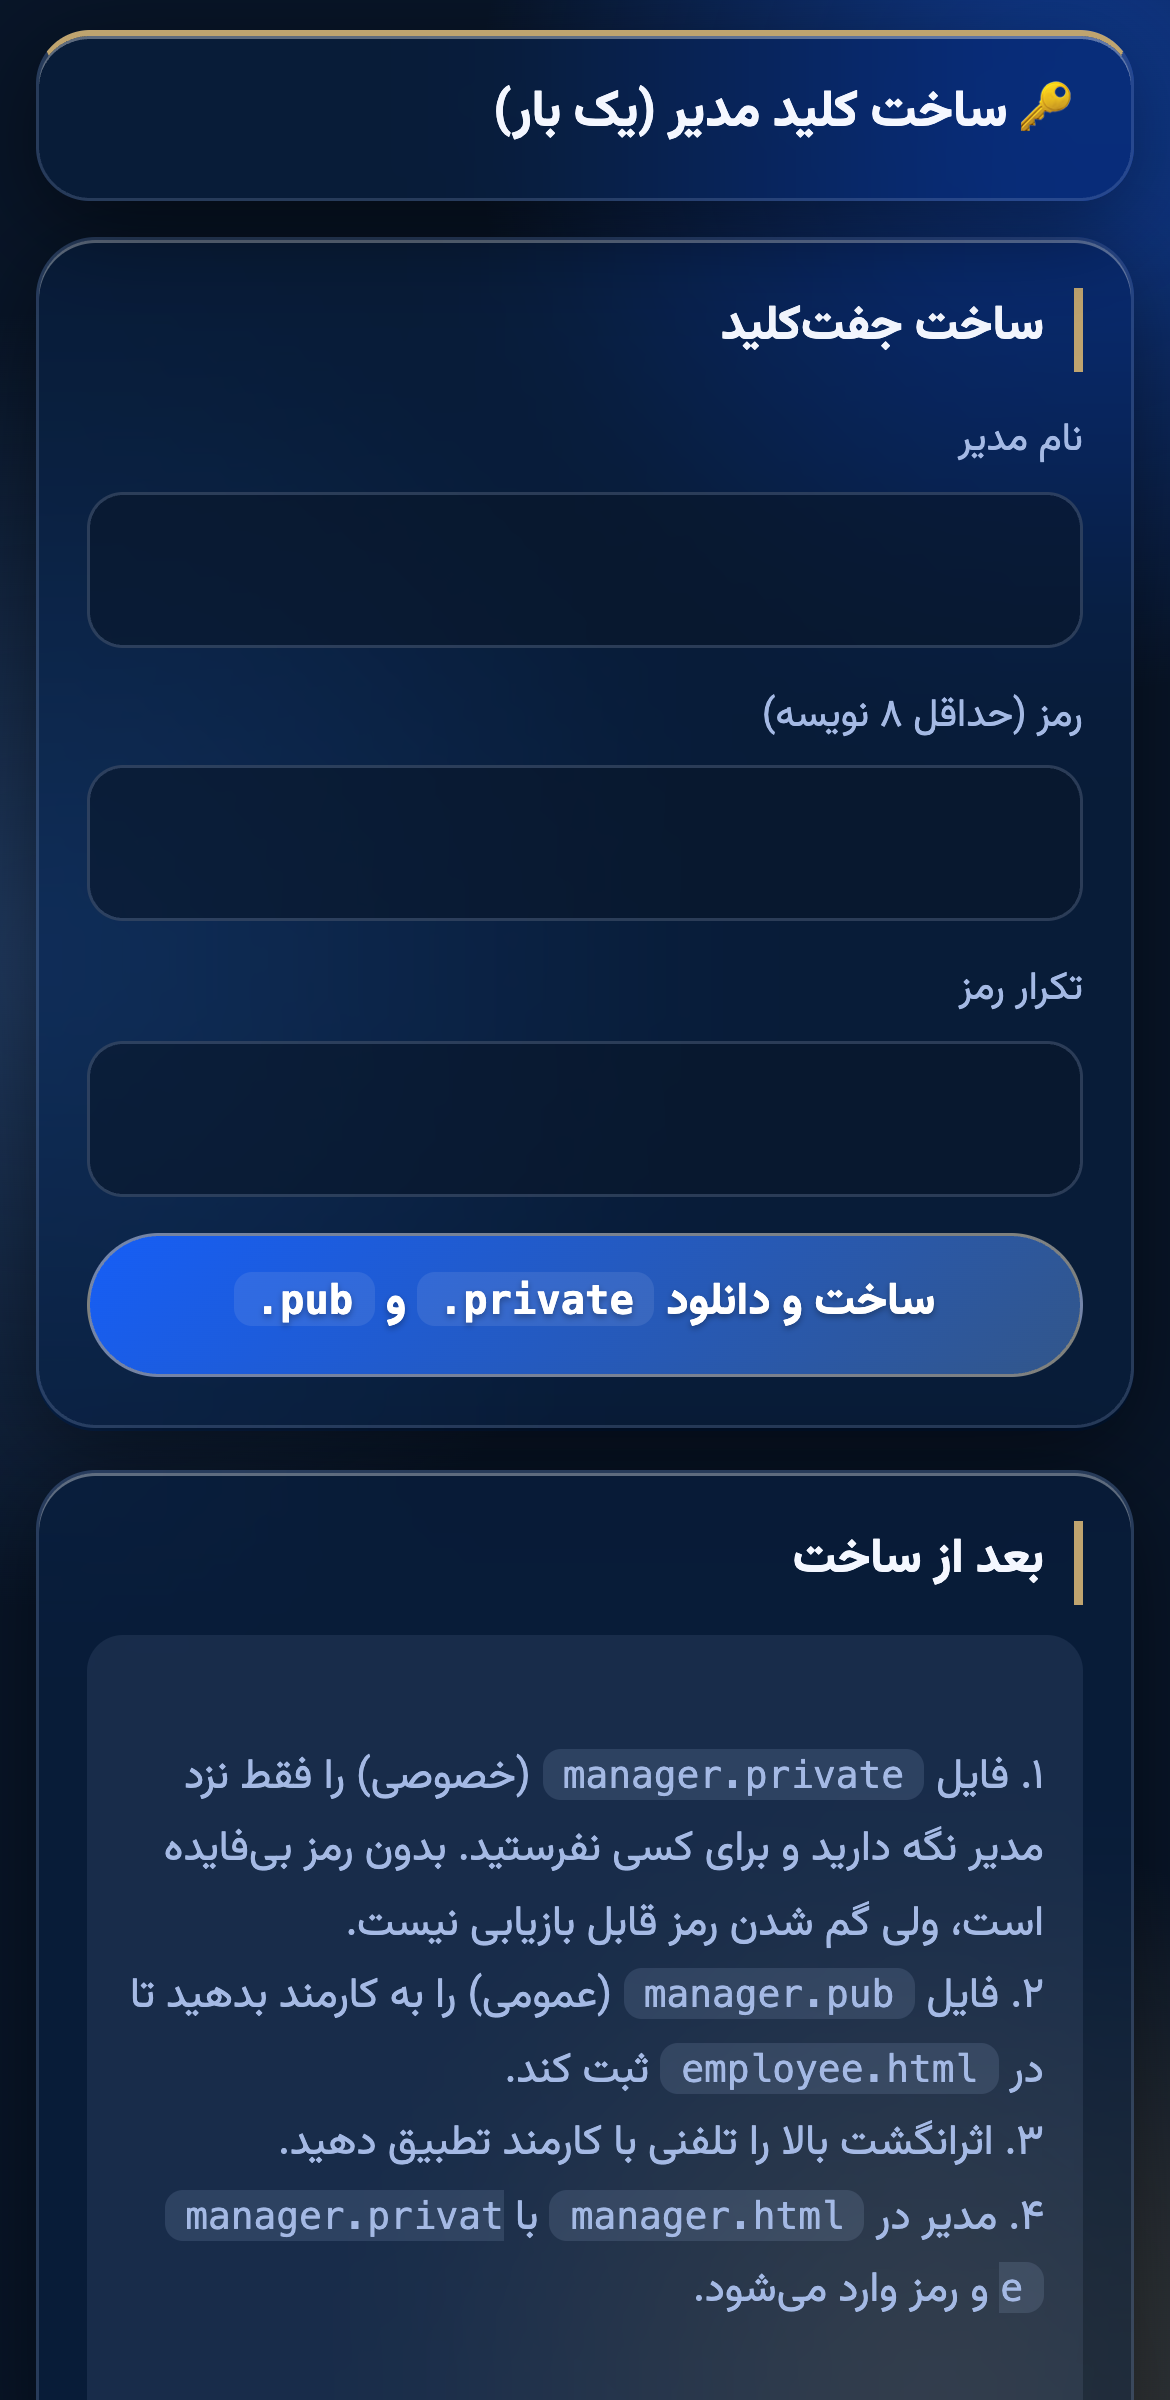 🔑 ساخت کلید مدیر (یک بار)
ساخت جفت‌کلید
نام مدیر
رمز (حداقل ۸ نویسه)
تکرار رمز
ساخت و دانلود .private و .pub
بعد از ساخت
۱. فایل manager.private (خصوصی) را فقط نزد
مدیر نگه دارید و برای کسی نفرستید. بدون رمز بی‌فایده
است، ولی گم شدن رمز قابل بازیابی نیست.
۲. فایل manager.pub (عمومی) را به کارمند بدهید تا
در employee.html ثبت کند.
۳. اثرانگشت بالا را تلفنی با کارمند تطبیق دهید.
۴. مدیر در manager.html با manager.privat
e و رمز وارد می‌شود.